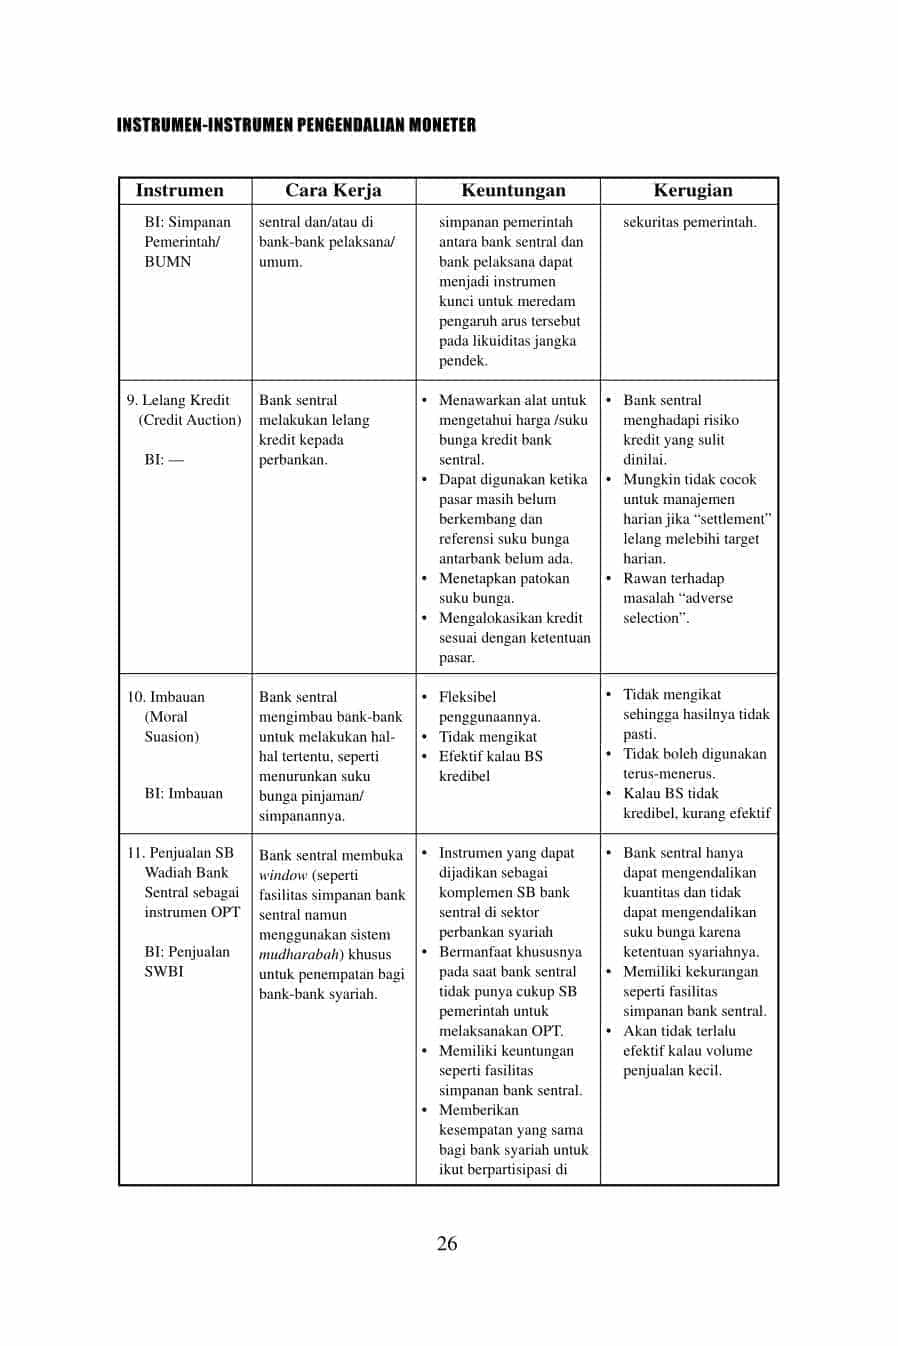 INSTRUMEN-INSTRUMEN PENGENDALIAN MONETER
Instrumen
Cara Kerja
Keuntungan
Kerugian
BI: Simpanan
Pemerintah/
BUMN
sentral dan/atau di
bank-bank pelaksana/
umum.
simpanan pemerintah
antara bank sentral dan
bank pelaksana dapat
menjadi instrumen
kunci untuk meredam
pengaruh arus tersebut
pada likuiditas jangka
pendek.
sekuritas pemerintah.
9. Lelang Kredit
(Credit Auction)
BI: —
Bank sentral
melakukan lelang
kredit kepada
perbankan.
• Menawarkan alat untuk
mengetahui harga /suku
bunga kredit bank
sentral.
• Dapat digunakan ketika
pasar masih belum
berkembang dan
referensi suku bunga
antarbank belum ada.
• Menetapkan patokan
suku bunga.
• Mengalokasikan kredit
sesuai dengan ketentuan
pasar.
• Bank sentral
menghadapi risiko
kredit yang sulit
dinilai.
• Mungkin tidak cocok
untuk manajemen
harian jika “settlement”
lelang melebihi target
harian.
• Rawan terhadap
masalah “adverse
selection”.
10. Imbauan
(Moral
Suasion)
BI: Imbauan
Bank sentral
mengimbau bank-bank
untuk melakukan hal-
hal tertentu, seperti
menurunkan suku
bunga pinjaman/
simpanannya.
• Fleksibel
penggunaannya.
• Tidak mengikat
• Efektif kalau BS
kredibel
• Tidak mengikat
sehingga hasilnya tidak
pasti.
• Tidak boleh digunakan
terus-menerus.
• Kalau BS tidak
kredibel, kurang efektif
11. Penjualan SB
Wadiah Bank
Sentral sebagai
instrumen OPT
BI: Penjualan
SWBI
Bank sentral membuka
window (seperti
fasilitas simpanan bank
sentral namun
menggunakan sistem
mudharabah) khusus
untuk penempatan bagi
bank-bank syariah.
• Instrumen yang dapat
dijadikan sebagai
komplemen SB bank
sentral di sektor
perbankan syariah
• Bermanfaat khususnya
pada saat bank sentral
tidak punya cukup SB
pemerintah untuk
melaksanakan OPT.
• Memiliki keuntungan
seperti fasilitas
simpanan bank sentral.
• Memberikan
kesempatan yang sama
bagi bank syariah untuk
ikut berpartisipasi di
• Bank sentral hanya
dapat mengendalikan
kuantitas dan tidak
dapat mengendalikan
suku bunga karena
ketentuan syariahnya.
• Memiliki kekurangan
seperti fasilitas
simpanan bank sentral.
• Akan tidak terlalu
efektif kalau volume
penjualan kecil.
26